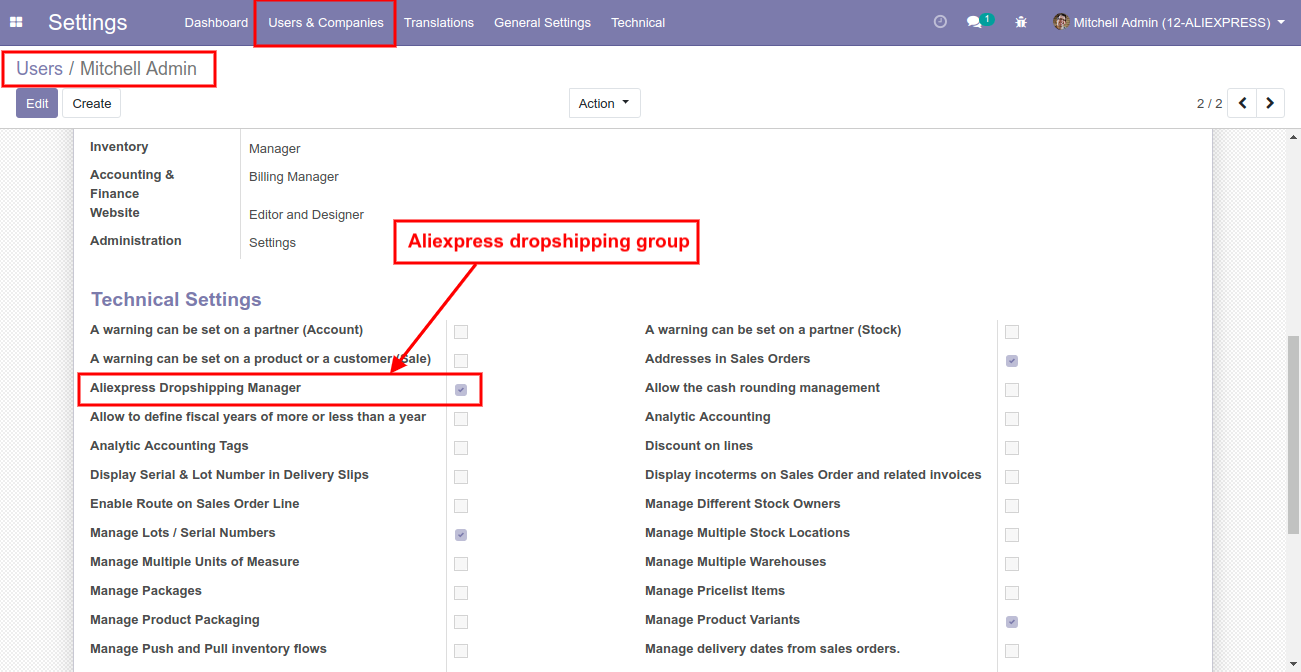 Settings Dashboard Users & Companies Translations General Settings Technical 1 Mitchell Admin (12-ALIEXPRESS)
Users / Mitchell Admin
Edit Create Action 2 / 2
Inventory Manager
Accounting & Billing Manager
Finance
Website Editor and Designer
Administration Settings
Aliexpress dropshipping group
Technical Settings
A warning can be set on a partner (Account) A warning can be set on a partner (Stock)
A warning can be set on a product or a customer (Sale) Addresses in Sales Orders
Aliexpress Dropshipping Manager Allow the cash rounding management
Allow to define fiscal years of more or less than a year Analytic Accounting
Analytic Accounting Tags Discount on lines
Display Serial & Lot Number in Delivery Slips Display incoterms on Sales Order and related invoices
Enable Route on Sales Order Line Manage Different Stock Owners
Manage Lots / Serial Numbers Manage Multiple Stock Locations
Manage Multiple Units of Measure Manage Multiple Warehouses
Manage Packages Manage Pricelist Items
Manage Product Packaging Manage Product Variants
Manage Push and Pull inventory flows Manage delivery dates from sales orders.